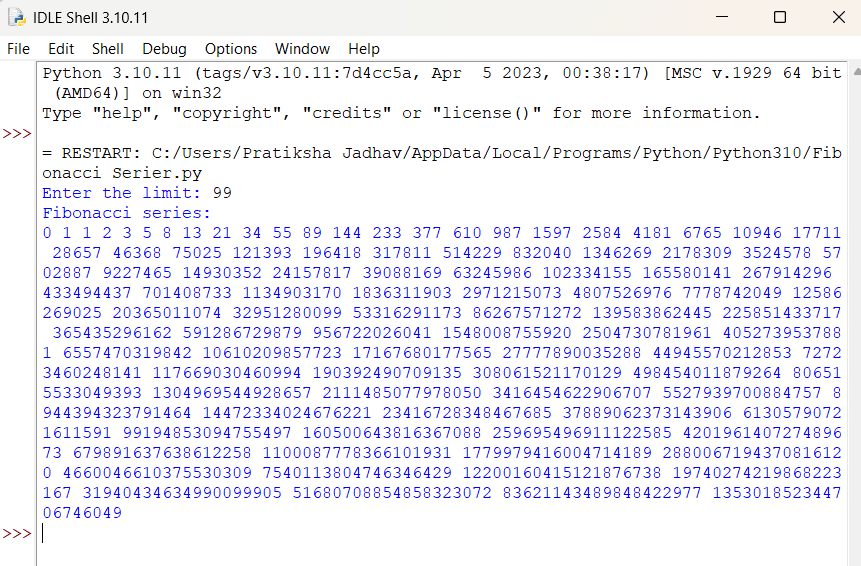 IDLE Shell 3.10.11
File Edit Shell Debug Options Window Help
Python 3.10.11 (tags/v3.10.11:7d4cc5a, Apr  5 2023, 00:38:17) [MSC v.1929 64 bit
(AMD64)] on win32
Type "help", "copyright", "credits" or "license()" for more information.
>>>
= RESTART: C:/Users/Pratiksha Jadhav/AppData/Local/Programs/Python/Python310/Fib
onacci Serier.py
Enter the limit: 99
Fibonacci series:
0 1 1 2 3 5 8 13 21 34 55 89 144 233 377 610 987 1597 2584 4181 6765 10946 17711
28657 46368 75025 121393 196418 317811 514229 832040 1346269 2178309 3524578 57
02887 9227465 14930352 24157817 39088169 63245986 102334155 165580141 267914296
433494437 701408733 1134903170 1836311903 2971215073 4807526976 7778742049 12586
269025 20365011074 32951280099 53316291173 86267571272 139583862445 225851433717
365435296162 591286729879 956722026041 1548008755920 2504730781961 405273953788
1 6557470319842 10610209857723 17167680177565 27777890035288 44945570212853 7272
3460248141 117669030460994 190392490709135 308061521170129 498454011879264 80651
5533049393 1304969544928657 2111485077978050 3416454622906707 5527939700884757 8
944394323791464 14472334024676221 23416728348467685 37889062373143906 6130579072
1611591 99194853094755497 160500643816367088 259695496911122585 4201961407274896
73 679891637638612258 1100087778366101931 1779979416004714189 288006719437081612
0 4660046610375530309 7540113804746346429 12200160415121876738 19740274219868223
167 31940434634990099905 51680708854858323072 83621143489848422977 1353018523447
06746049
>>>